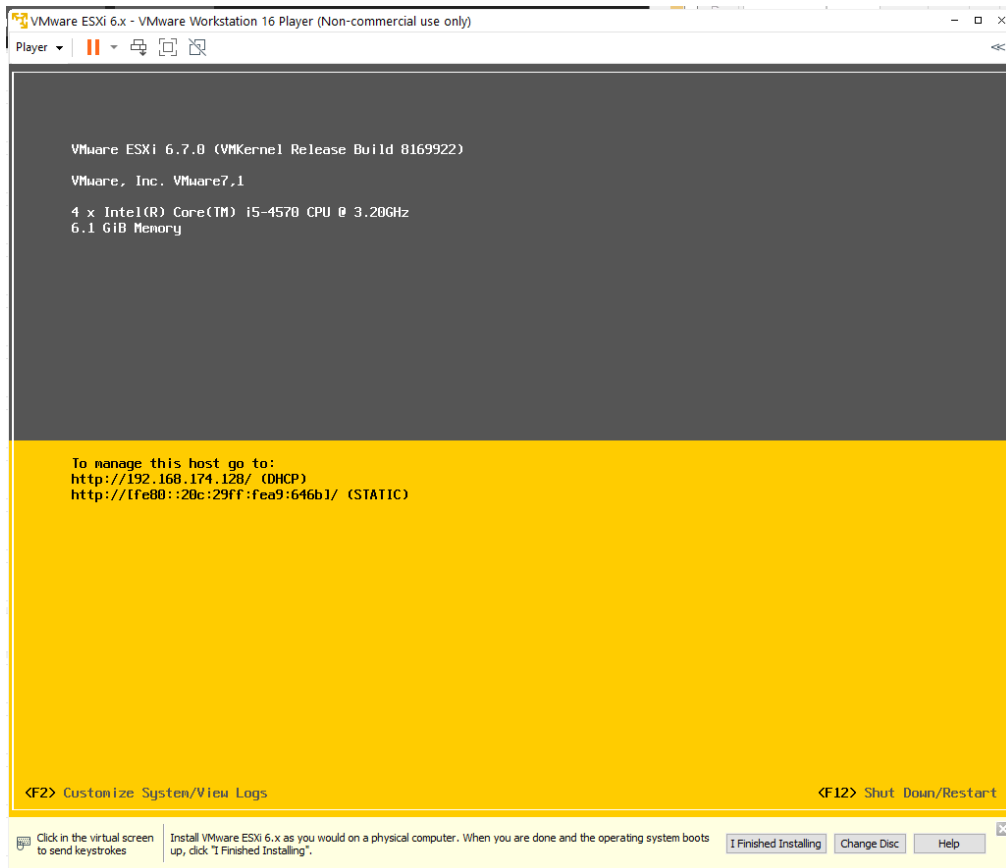 VMware ESXi 6.x - VMware Workstation 16 Player (Non-commercial use only)
Player
VMware ESXi 6.7.0 (VMKernel Release Build 8169922)
VMware, Inc. VMware7,1
4 x Intel(R) Core(TM) i5-4570 CPU @ 3.20GHz
6.1 GiB Memory
To manage this host go to:
http://192.168.174.128/ (DHCP)
http://[fe80::20c:29ff:fea9:646b]/ (STATIC)
<F2> Customize System/View Logs
<F12> Shut Down/Restart
Click in the virtual screen
to send keystrokes
Install VMware ESXi 6.x as you would on a physical computer. When you are done and the operating system boots
up, click "I Finished Installing".
I Finished Installing
Change Disc
Help